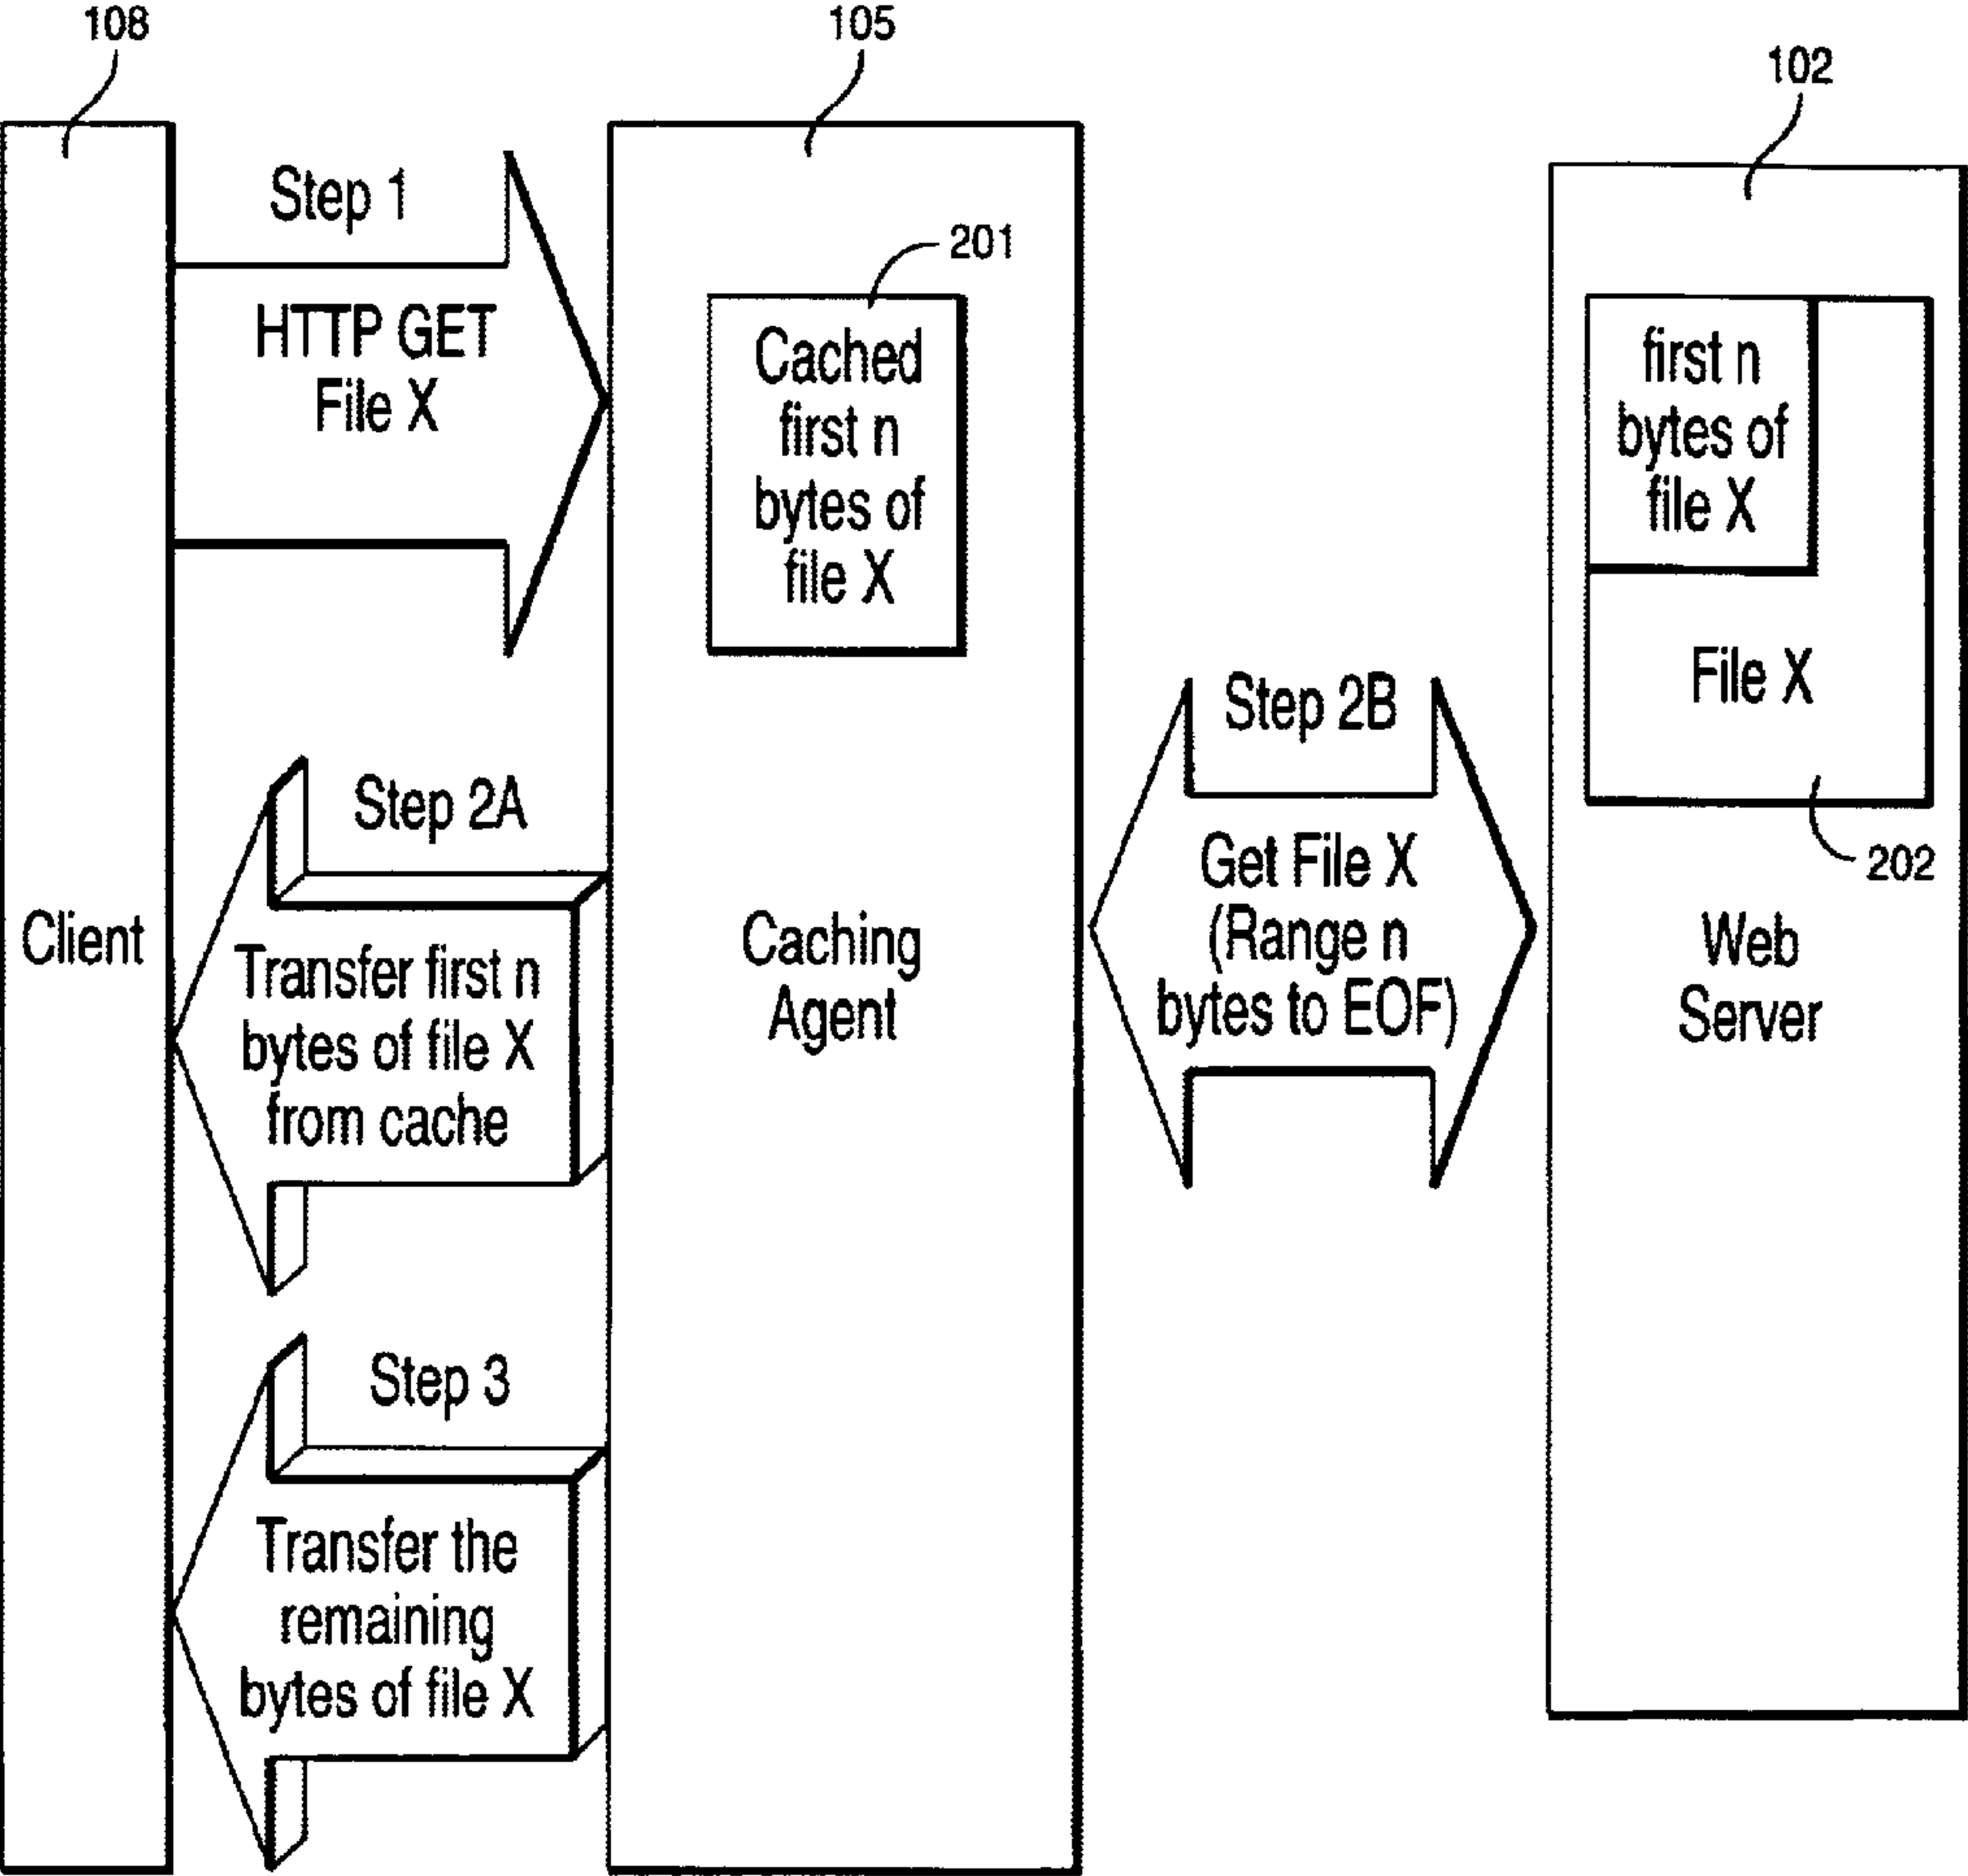 108
105
102
Step 1
HTTP GET
File X
201
Cached
first n
bytes of
file X
first n
bytes of
file X
File X
202
Step 2A
Transfer first n
bytes of file X
from cache
Step 2B
Get File X
(Range n
bytes to EOF)
Client
Caching
Agent
Web
Server
Step 3
Transfer the
remaining
bytes of file X